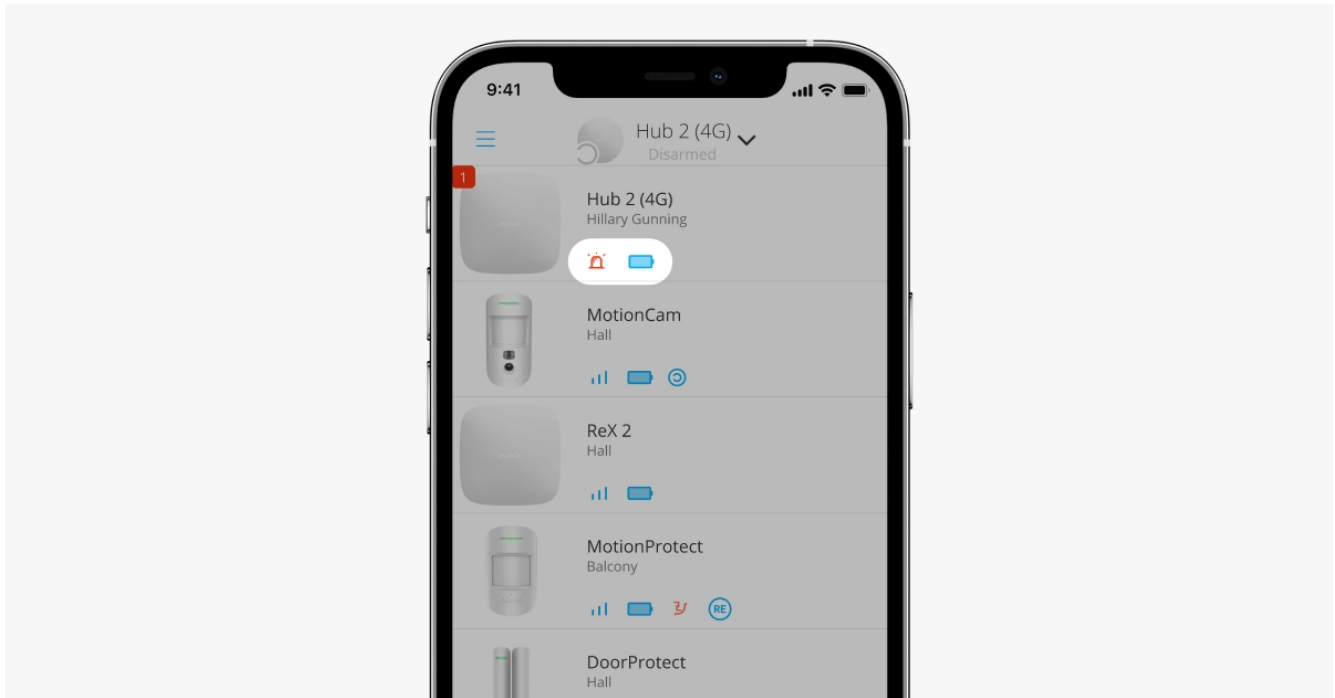 9:41
Hub 2 (4G)
Disarmed
1
Hub 2 (4G)
Hillary Gunning
MotionCam
Hall
ReX 2
Hall
MotionProtect
Balcony
RE
DoorProtect
Hall